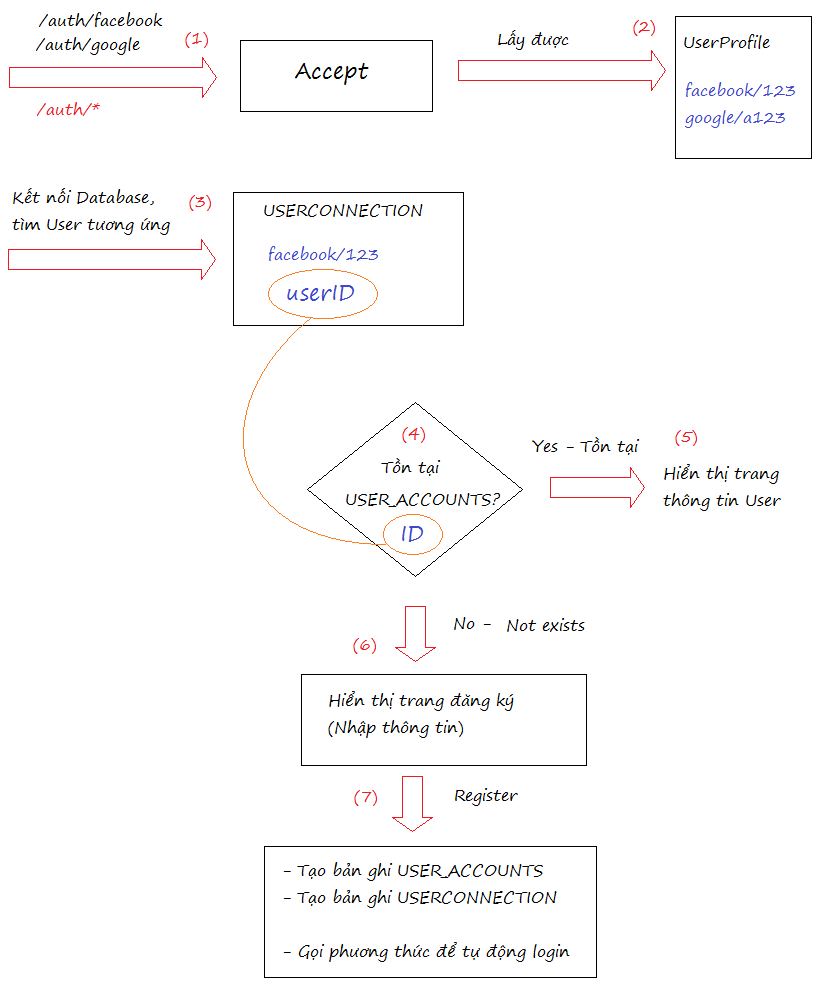 /auth/facebook
/auth/google
(1)
/auth/*
Accept
Lấy được
(2)
UserProfile
facebook/123
google/a123
Kết nối Database,
tìm User tương ứng
(3)
USERCONNECTION
facebook/123
userID
(4)
Tồn tại
USER_ACCOUNTS?
ID
Yes - Tồn tại
(5)
Hiển thị trang
thông tin User
No - Not exists
(6)
Hiển thị trang đăng ký
(Nhập thông tin)
(7)
Register
- Tạo bản ghi USER_ACCOUNTS
- Tạo bản ghi USERCONNECTION
- Gọi phương thức để tự động login